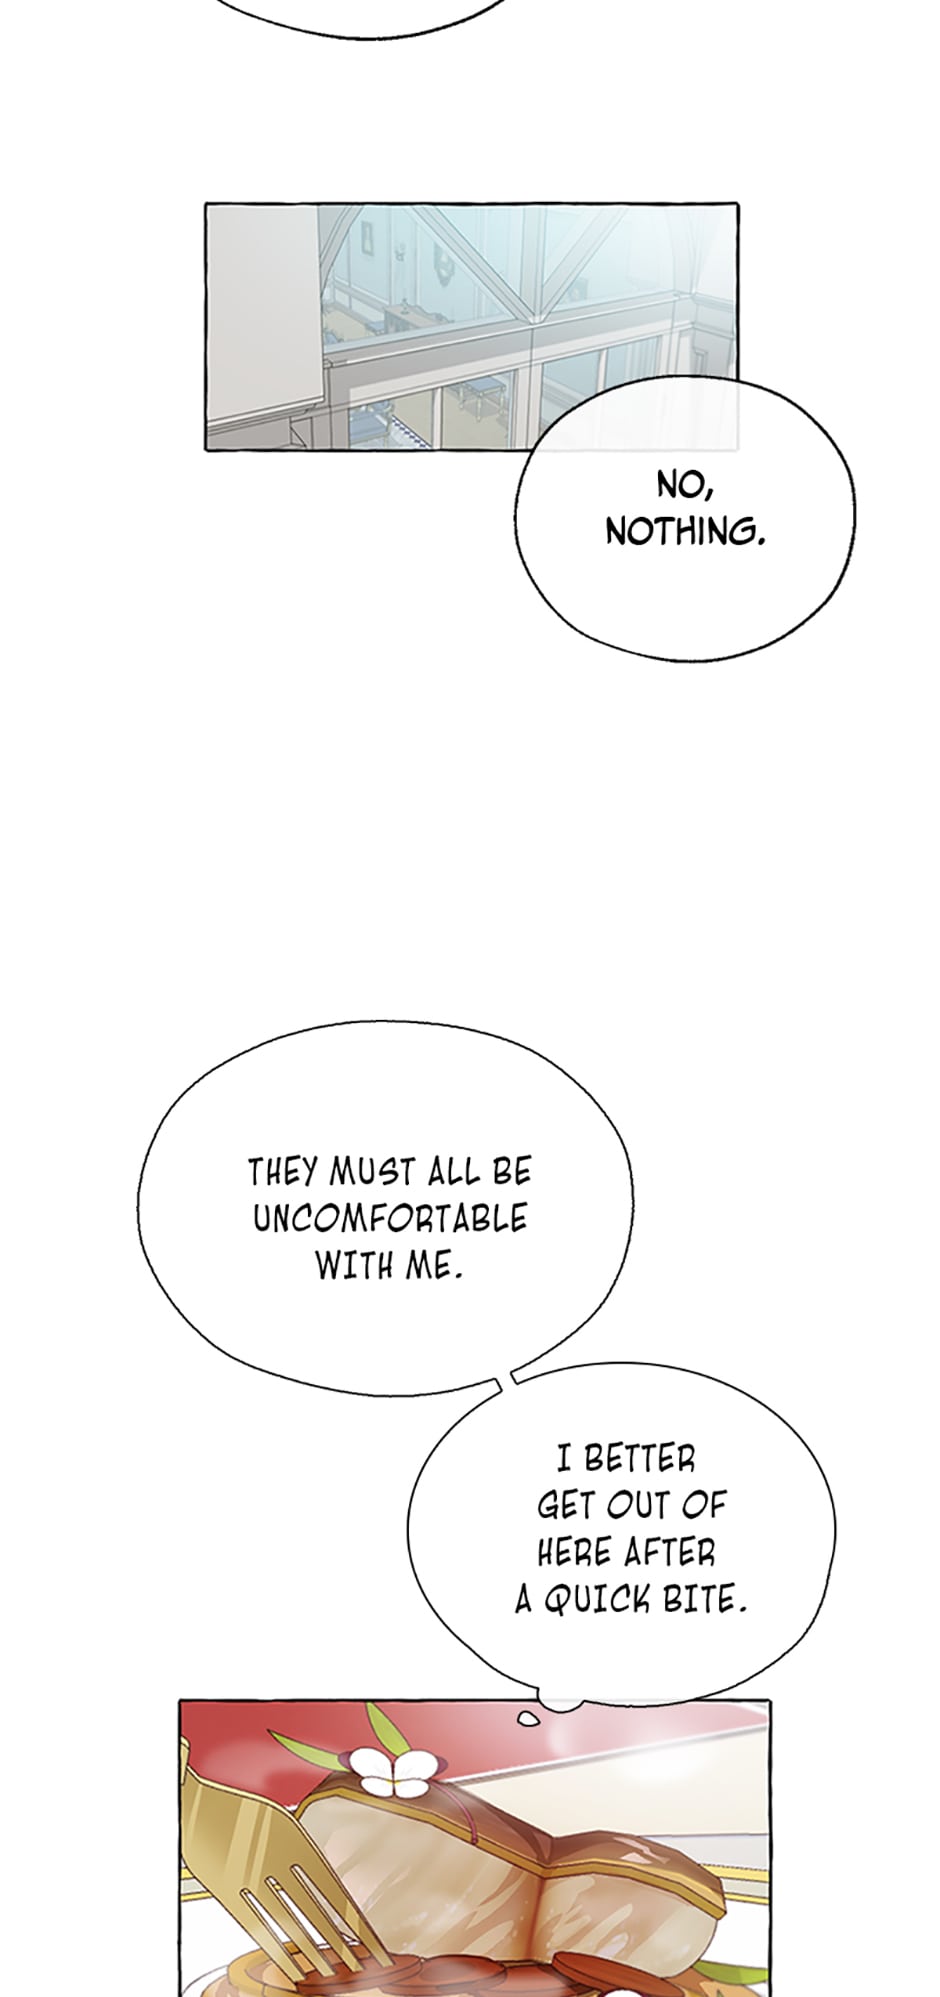 NO,
NOTHING.
THEY MUST ALL BE
UNCOMFORTABLE
WITH ME.
I BETTER
GET OUT OF
HERE AFTER
A QUICK BITE.